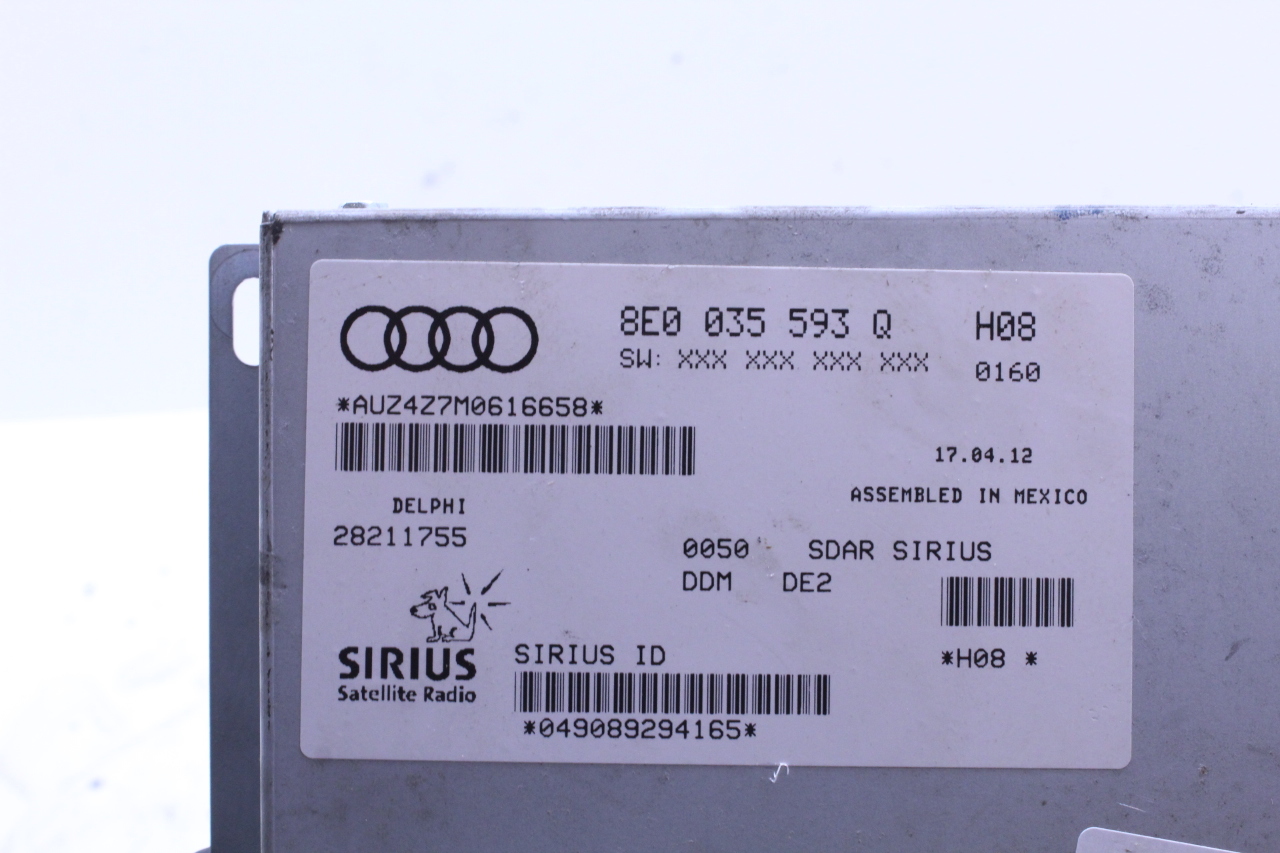 8E0 035 593 Q H08
SW: XXX XXX XXX XXX 0160
*AUZ4Z7M0616658*
17.04.12
DELPHI
ASSEMBLED IN MEXICO
28211755
0050 SDAR SIRIUS
DDM DE2
SIRIUS
Satellite Radio
SIRIUS ID
*H08 *
*049089294165*